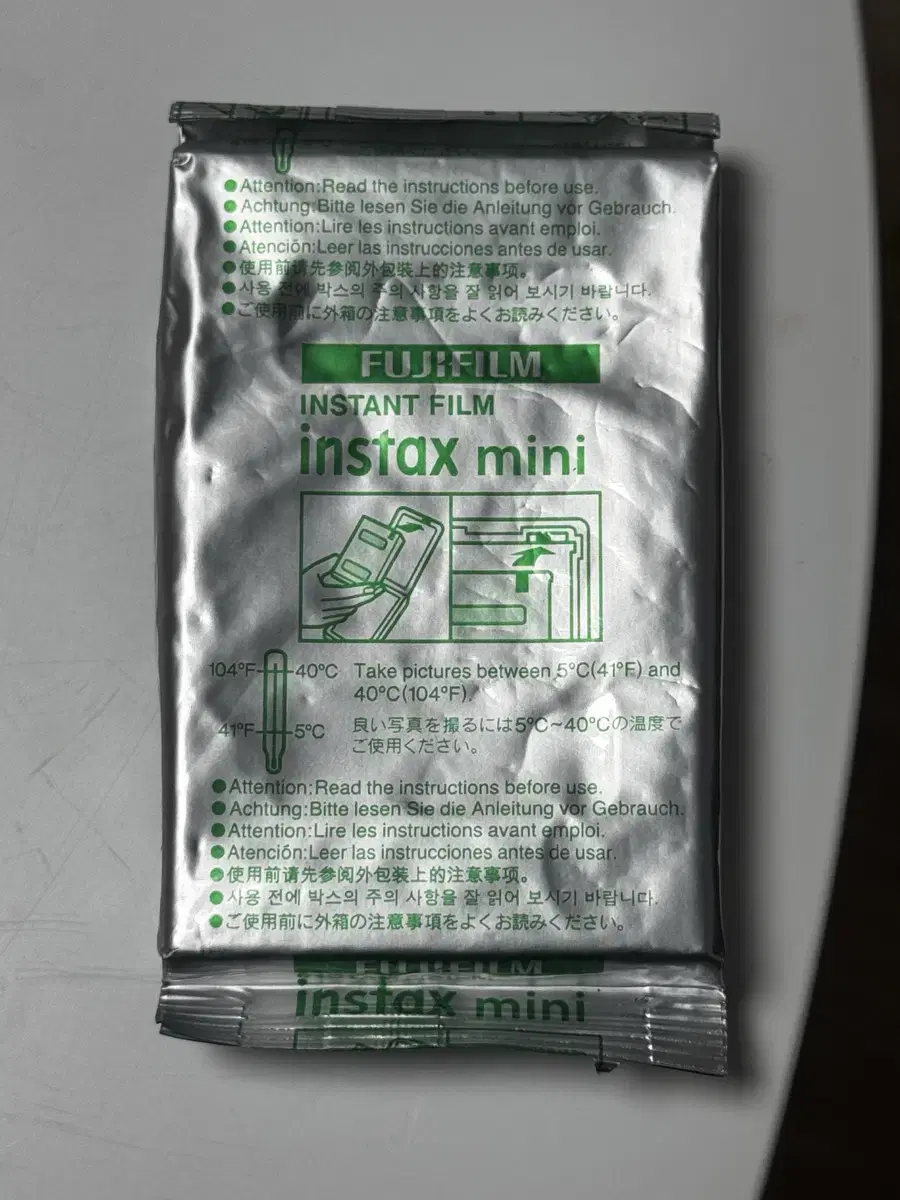 ●Attention:Read the instructions before use.
●Achtung:Bitte lesen Sie die Anleitung vor Gebrauch.
●Attention:Lire les instructions avant emploi.
●Atención:Leer las instrucciones antes de usar.
●使用前请先参阅外包装上的注意事项。
●사용 전에 박스의 주의 사항을 잘 읽어 보시기 바랍니다.
●ご使用前に外箱の注意事項をよくお読みください。
FUJIFILM
INSTANT FILM
instax mini
104°F 40°C Take pictures between 5°C(41°F) and
40°C(104°F).
41°F 5°C 良い写真を撮るには5°C~40°Cの温度で
ご使用ください。
●Attention:Read the instructions before use.
●Achtung:Bitte lesen Sie die Anleitung vor Gebrauch.
●Attention:Lire les instructions avant emploi.
●Atención:Leer las instrucciones antes de usar.
●使用前请先参阅外包装上的注意事项。
●사용 전에 박스의 주의 사항을 잘 읽어 보시기 바랍니다.
●ご使用前に外箱の注意事項をよくお読みください。
FUJIFILM
instax mini